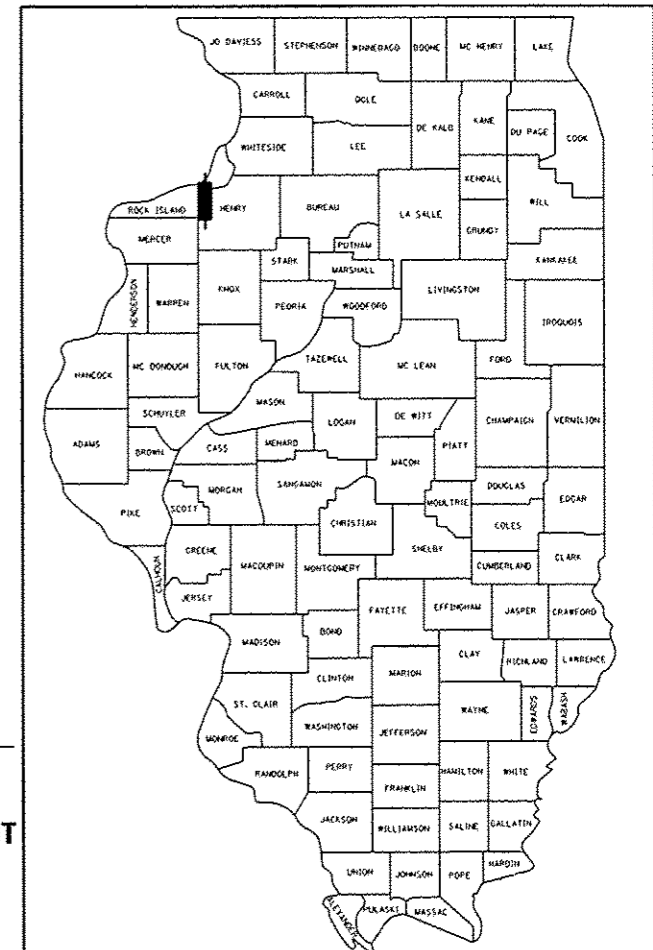 JO DAVIESS STEPHENSON WINNEBAGO BOONE MC HENRY LAKE
CARROLL OGLE DE KALB KANE DU PAGE COOK
WHITESIDE LEE KENDALL WILL
ROCK ISLAND HENRY BUREAU LA SALLE GRUNDY
MERCER PUTNAM KANKAKEE
STARK MARSHALL
HENDERSON WARREN KNOX PEORIA WOODFORD LIVINGSTON IROQUOIS
HANCOCK MC DONOUGH FULTON TAZEWELL MC LEAN FORD
MASON
SCHUYLER LOGAN DE WITT CHAMPAIGN VERMILION
ADAMS BROWN CASS MENARD PIATT
MACON
PIKE SCOTT MORGAN SANGAMON MOULTRIE DOUGLAS EDGAR
CHRISTIAN COLES
GREENE SHELBY
CALHOUN MACOUPIN MONTGOMERY CUMBERLAND CLARK
JERSEY FAYETTE EFFINGHAM JASPER CRAWFORD
MADISON BOND
CLAY RICHLAND LAWRENCE
CLINTON MARION
ST. CLAIR WAYNE EDWARDS WABASH
WASHINGTON JEFFERSON
MONROE
RANDOLPH PERRY HAMILTON WHITE
FRANKLIN
JACKSON WILLIAMSON SALINE GALLATIN
T
UNION JOHNSON POPE HARDIN
ALEXANDER PULASKI MASSAC